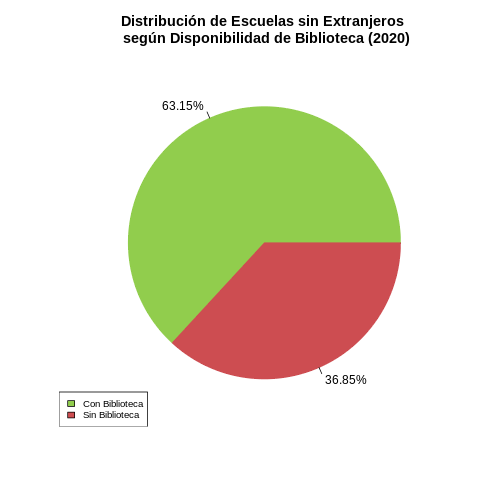 Distribución de Escuelas sin Extranjeros
según Disponibilidad de Biblioteca (2020)
63.15%
36.85%
Con Biblioteca
Sin Biblioteca